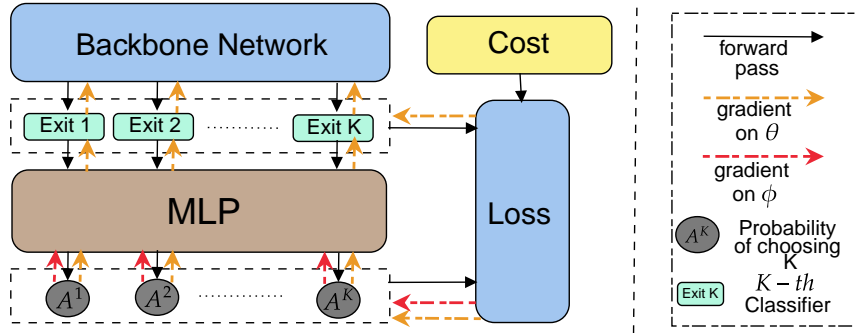 Backbone Network
Cost
Exit 1
Exit 2
Exit K
MLP
Loss
A^1
A^2
A^K
forward
pass
gradient
on θ
gradient
on ϕ
A^K
Probability
of choosing
K
Exit K
K − th
Classifier